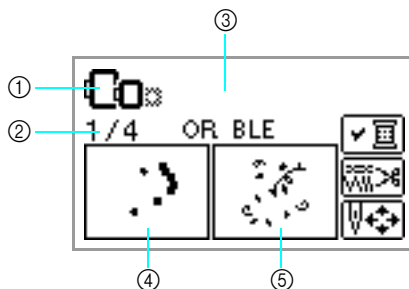 ③
①
② 1/4 OR BLE
④ ⑤